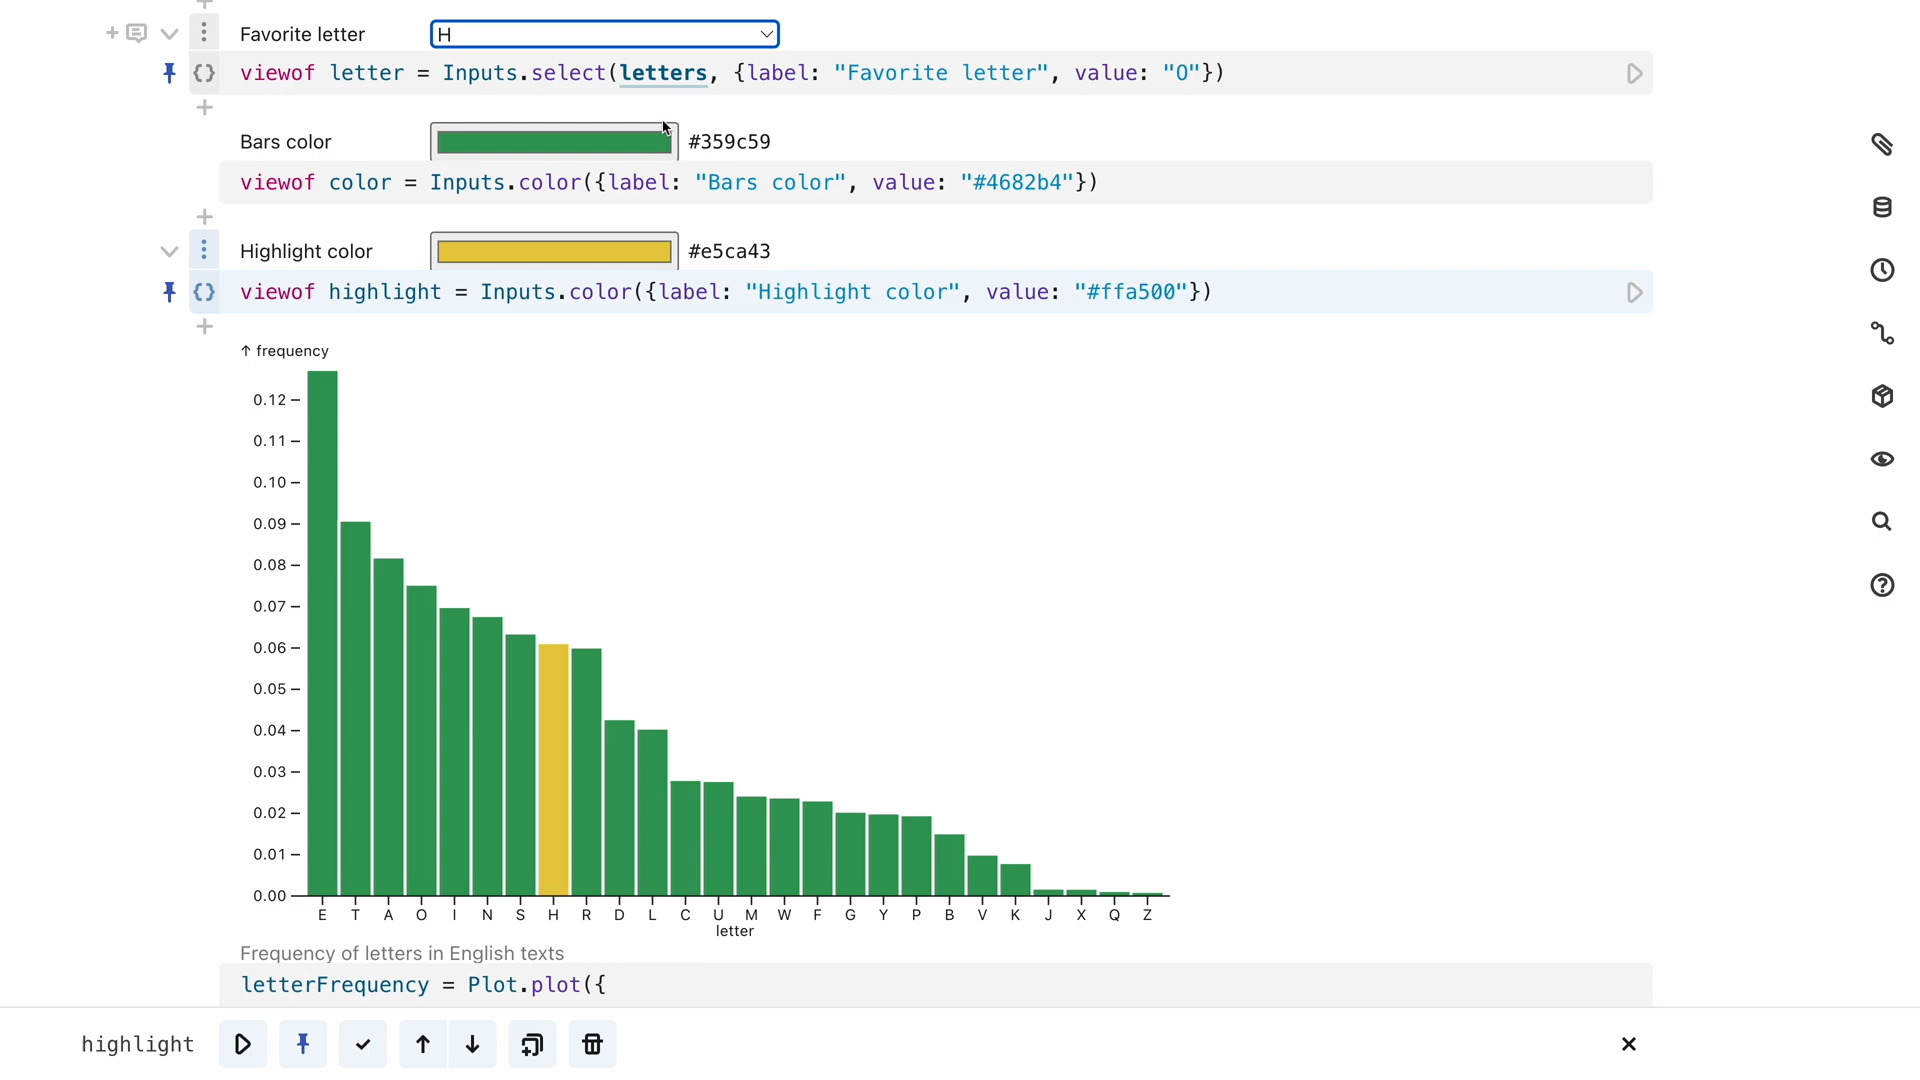 Favorite letter H
viewof letter = Inputs.select(letters, {label: "Favorite letter", value: "O"})
Bars color #359c59
viewof color = Inputs.color({label: "Bars color", value: "#4682b4"})
Highlight color #e5ca43
viewof highlight = Inputs.color({label: "Highlight color", value: "#ffa500"})
↑ frequency
0.12
0.11
0.10
0.09
0.08
0.07
0.06
0.05
0.04
0.03
0.02
0.01
0.00
E T A O I N S H R D L C U M W F G Y P B V K J X Q Z
letter
Frequency of letters in English texts
letterFrequency = Plot.plot({
highlight